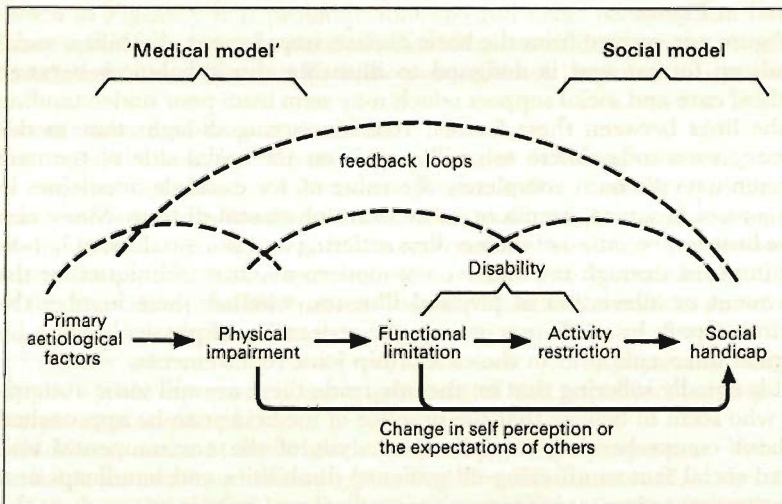 'Medical model'
Social model
feedback loops
Disability
Primary
aetiological
factors
Physical
impairment
Functional
limitation
Activity
restriction
Social
handicap
Change in self perception or
the expectations of others